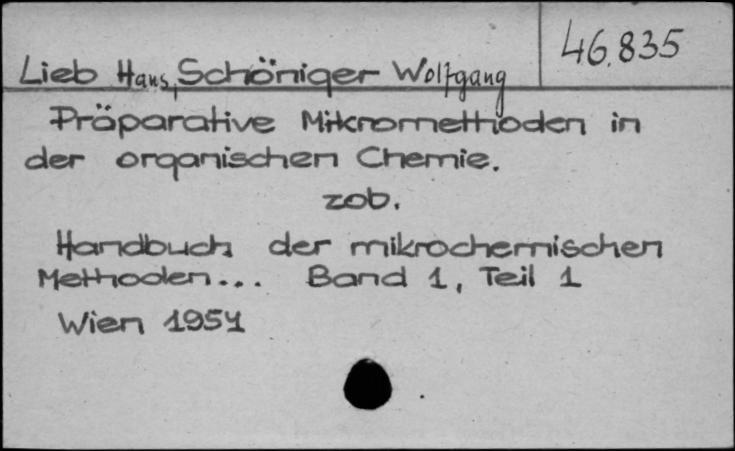 46.835
Lieb Hans, Schöniger Wolfgang
Präparative Mikromethoden in
der organischen Chemie.
zob.
Handbuch der mikrochemischen
Methoden... Band 1, Teil 1
Wien 1954